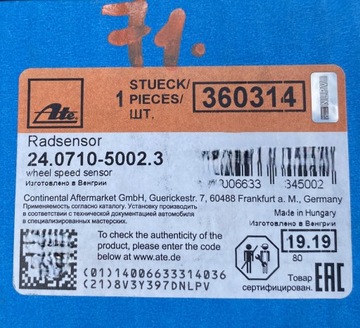 71.
STUECK/
1 PIECES/
ШТ.
360314
Ate
Radsensor
24.0710-5002.3
wheel speed sensor
Изготовлено в Венгрии
345002
Continental Aftermarket GmbH, Guerickestr. 7, 60488 Frankfurt a. M., Germany
Применяемость согласно каталогу. Установку производить
в соответствии с технической документацией автомобиля
в специализированных мастерских.
Made in Hungary
Изготовлено в Венгрии
To check the authenticity of the
product, please enter the code
below at www.ate.de
19.19
80
(01)14006633314036
(21)8V3Y397DNLPV
Товар
сертифицирован.
EAC